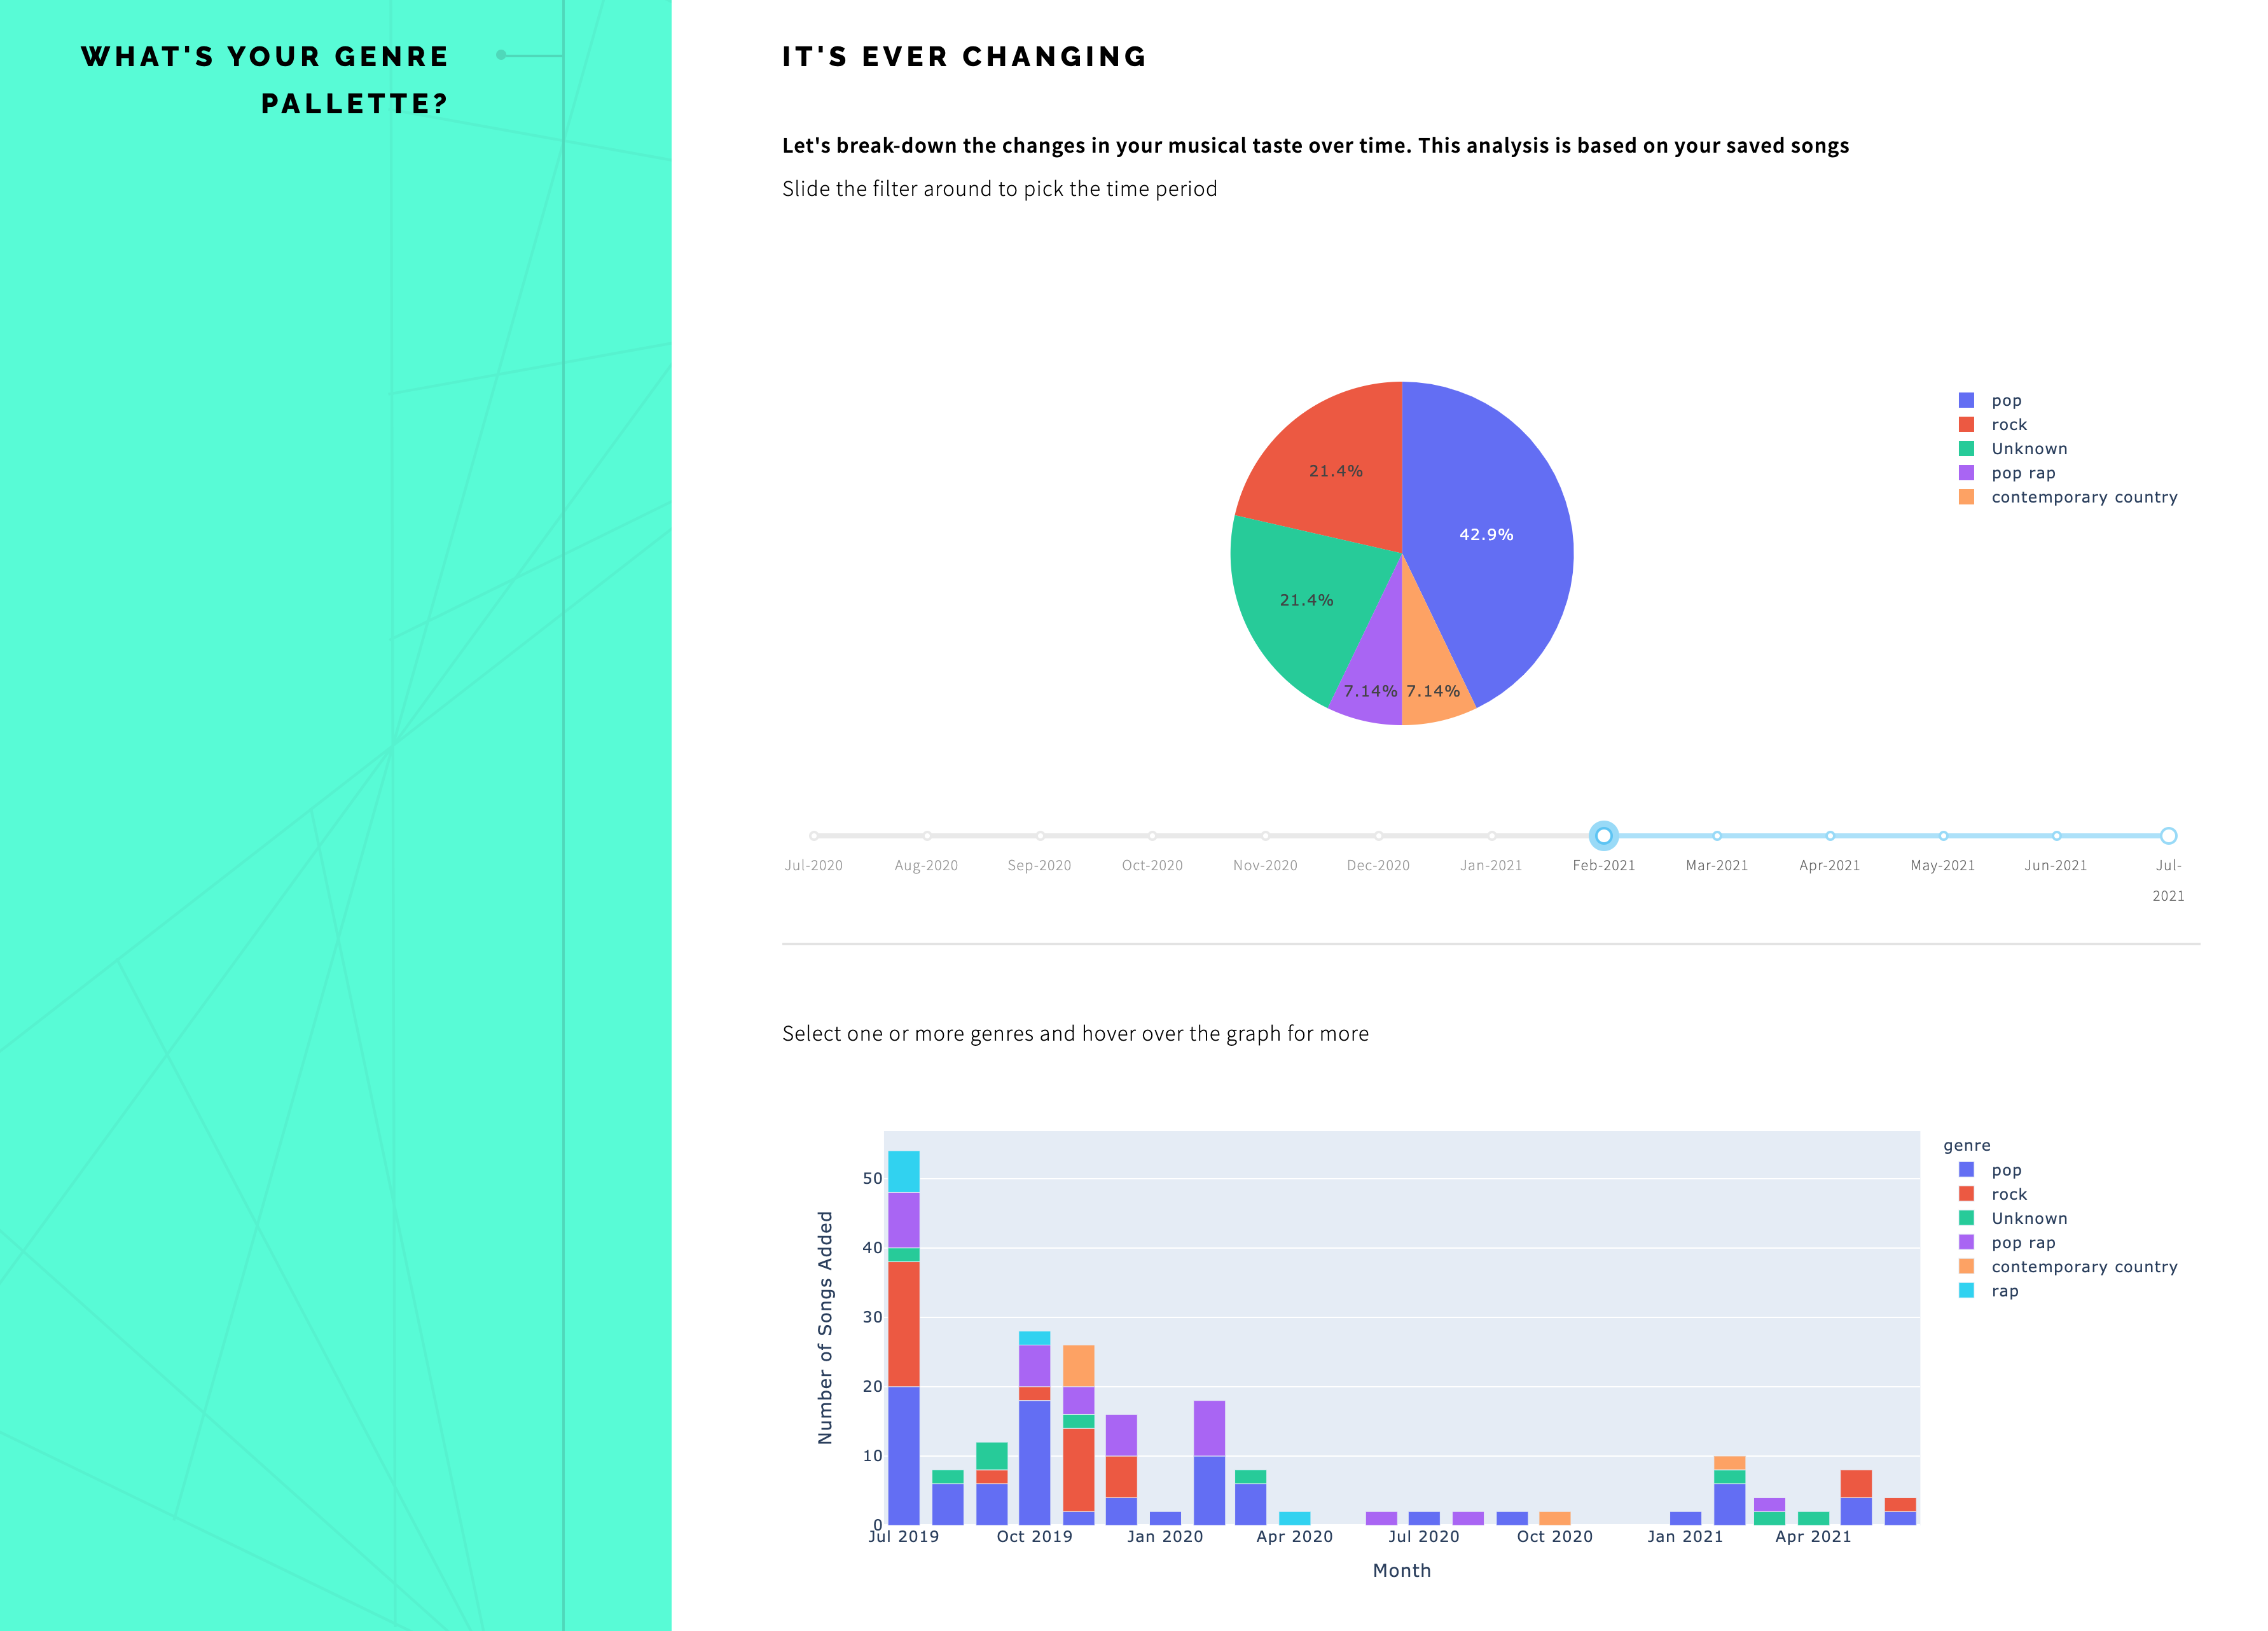 WHAT'S YOUR GENRE
PALLETTE?
IT'S EVER CHANGING
Let's break-down the changes in your musical taste over time. This analysis is based on your saved songs
Slide the filter around to pick the time period
pop
rock
Unknown
pop rap
contemporary country
21.4%
42.9%
21.4%
7.14%
7.14%
Jul-2020
Aug-2020
Sep-2020
Oct-2020
Nov-2020
Dec-2020
Jan-2021
Feb-2021
Mar-2021
Apr-2021
May-2021
Jun-2021
Jul-
2021
Select one or more genres and hover over the graph for more
Number of Songs Added
50
40
30
20
10
0
Jul 2019
Oct 2019
Jan 2020
Apr 2020
Jul 2020
Oct 2020
Jan 2021
Apr 2021
Month
genre
pop
rock
Unknown
pop rap
contemporary country
rap